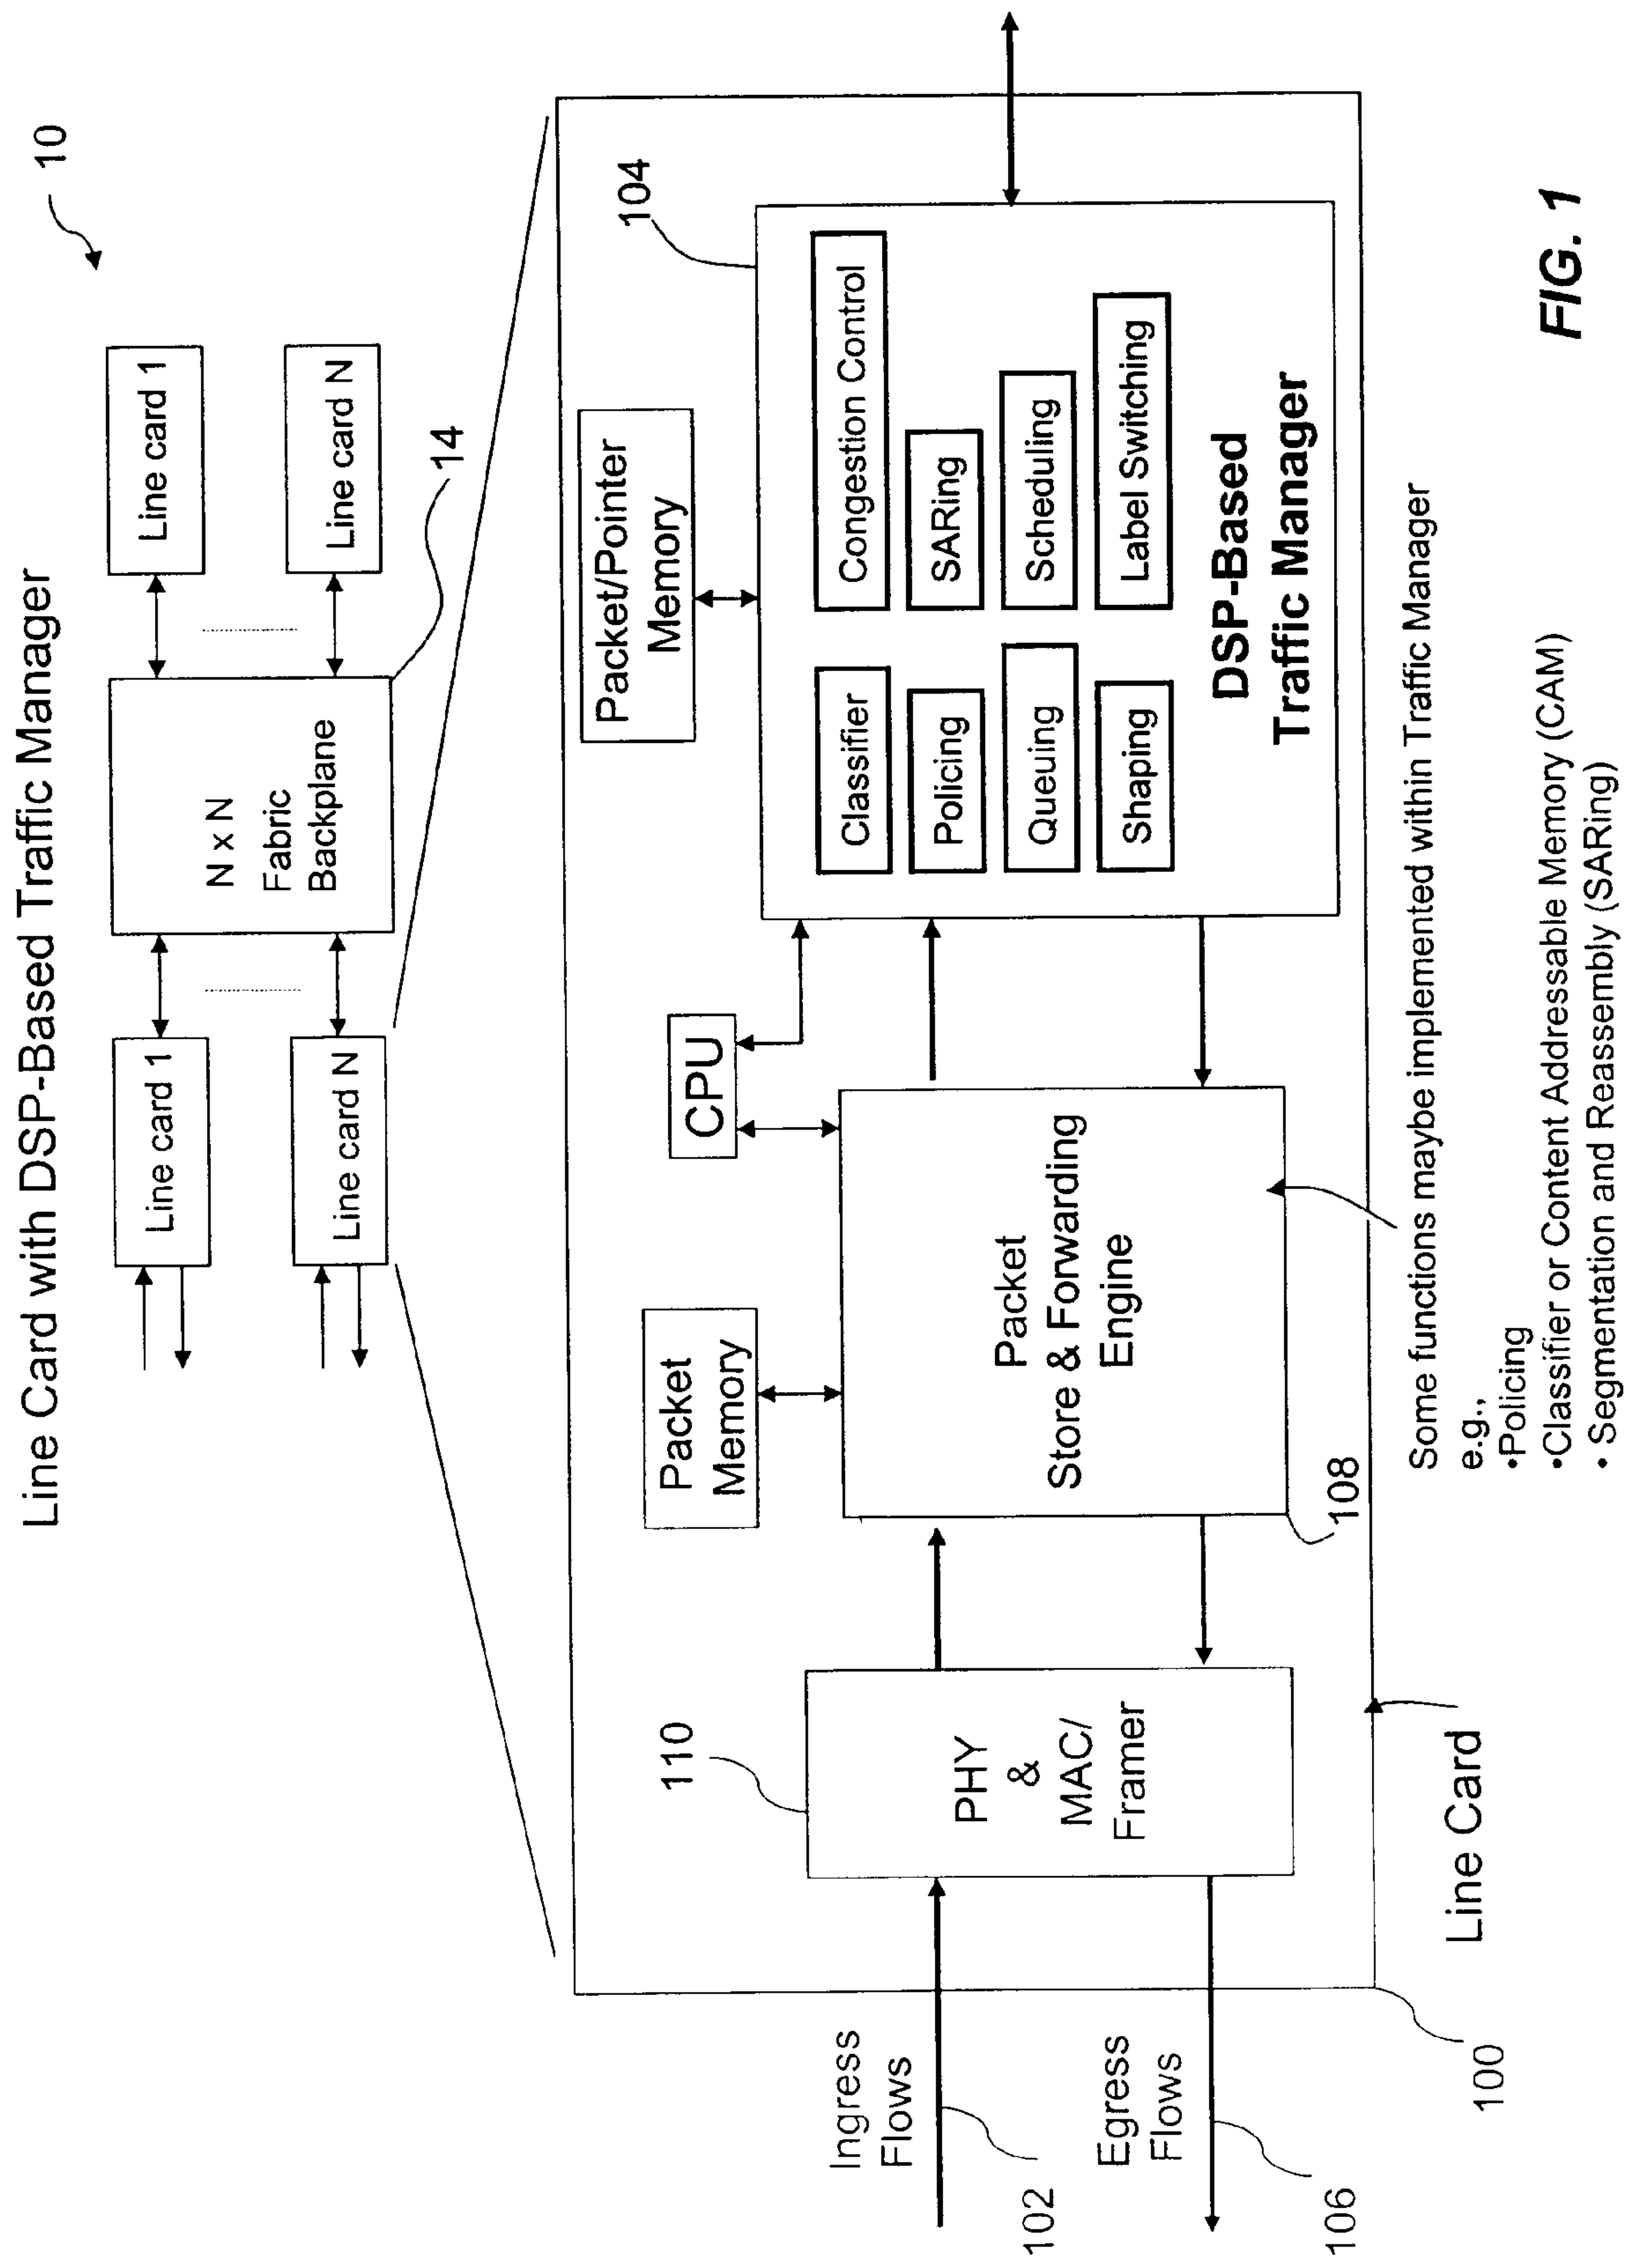 Line Card with DSP-Based Traffic Manager
10
Line card 1
Line card N
N x N
Fabric
Backplane
Line card 1
Line card N
14
110
PHY
&
MAC/
Framer
Packet
Memory
CPU
Packet
Store & Forwarding
Engine
108
Packet/Pointer
Memory
104
Classifier
Congestion Control
Policing
SARing
Queuing
Scheduling
Shaping
Label Switching
DSP-Based
Traffic Manager
Ingress
Flows
102
Egress
Flows
106
100
Line Card
Some functions maybe implemented within Traffic Manager
e.g.,
•Policing
•Classifier or Content Addressable Memory (CAM)
• Segmentation and Reassembly (SARing)
FIG. 1